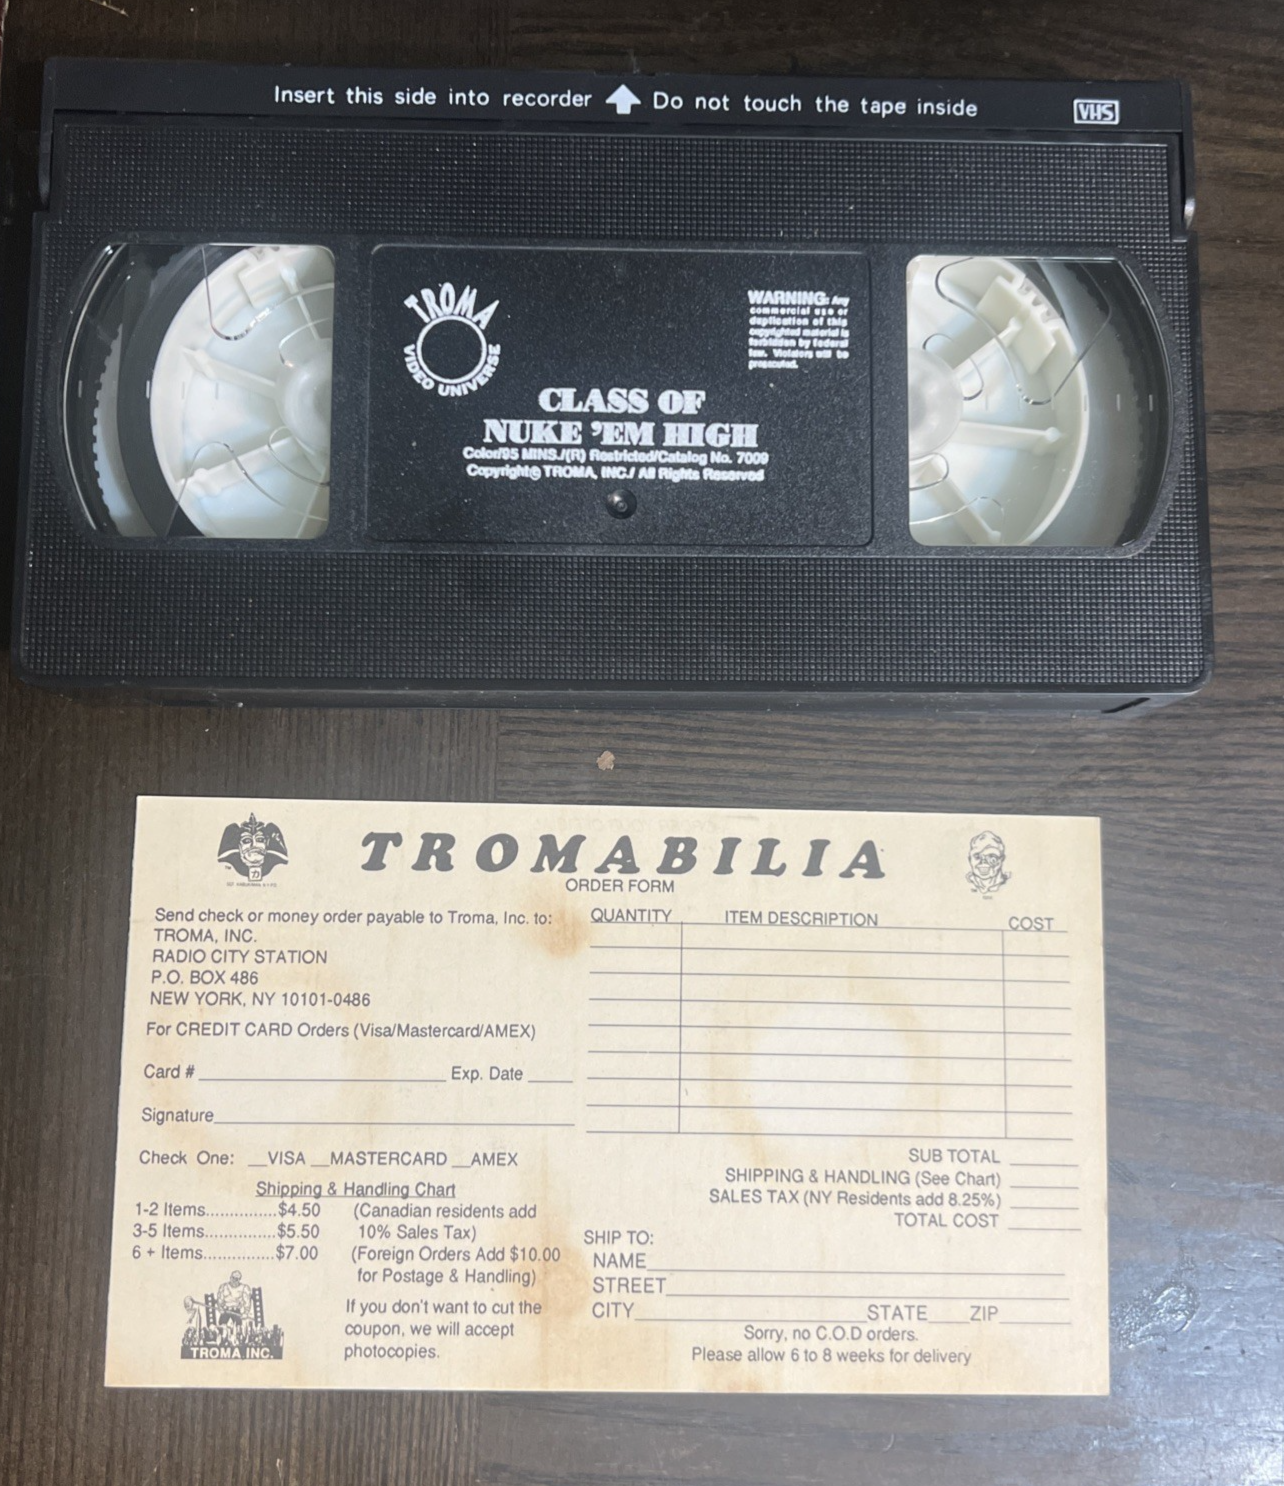 Insert this side into recorder Do not touch the tape inside
VHS
TROMA
VIDEO UNIVERSE
WARNING: Any
commercial use or
duplication of this
copyrighted material is
forbidden by federal
law. Violators will be
prosecuted.
CLASS OF
NUKE 'EM HIGH
Color/95 MINS./(R) Restricted/Catalog No. 7009
Copyright© TROMA, INC./ All Rights Reserved
TROMABILIA
ORDER FORM
Send check or money order payable to Troma, Inc. to:
TROMA, INC.
RADIO CITY STATION
P.O. BOX 486
NEW YORK, NY 10101-0486
For CREDIT CARD Orders (Visa/Mastercard/AMEX)
Card # Exp. Date
Signature
Check One: __VISA __MASTERCARD __AMEX
Shipping & Handling Chart
1-2 Items..............$4.50
3-5 Items..............$5.50
6 + Items..............$7.00
(Canadian residents add
10% Sales Tax)
(Foreign Orders Add $10.00
for Postage & Handling)
If you don't want to cut the
coupon, we will accept
photocopies.
TROMA INC.
QUANTITY ITEM DESCRIPTION COST
SUB TOTAL
SHIPPING & HANDLING (See Chart)
SALES TAX (NY Residents add 8.25%)
TOTAL COST
SHIP TO:
NAME
STREET
CITY STATE ZIP
Sorry, no C.O.D orders.
Please allow 6 to 8 weeks for delivery